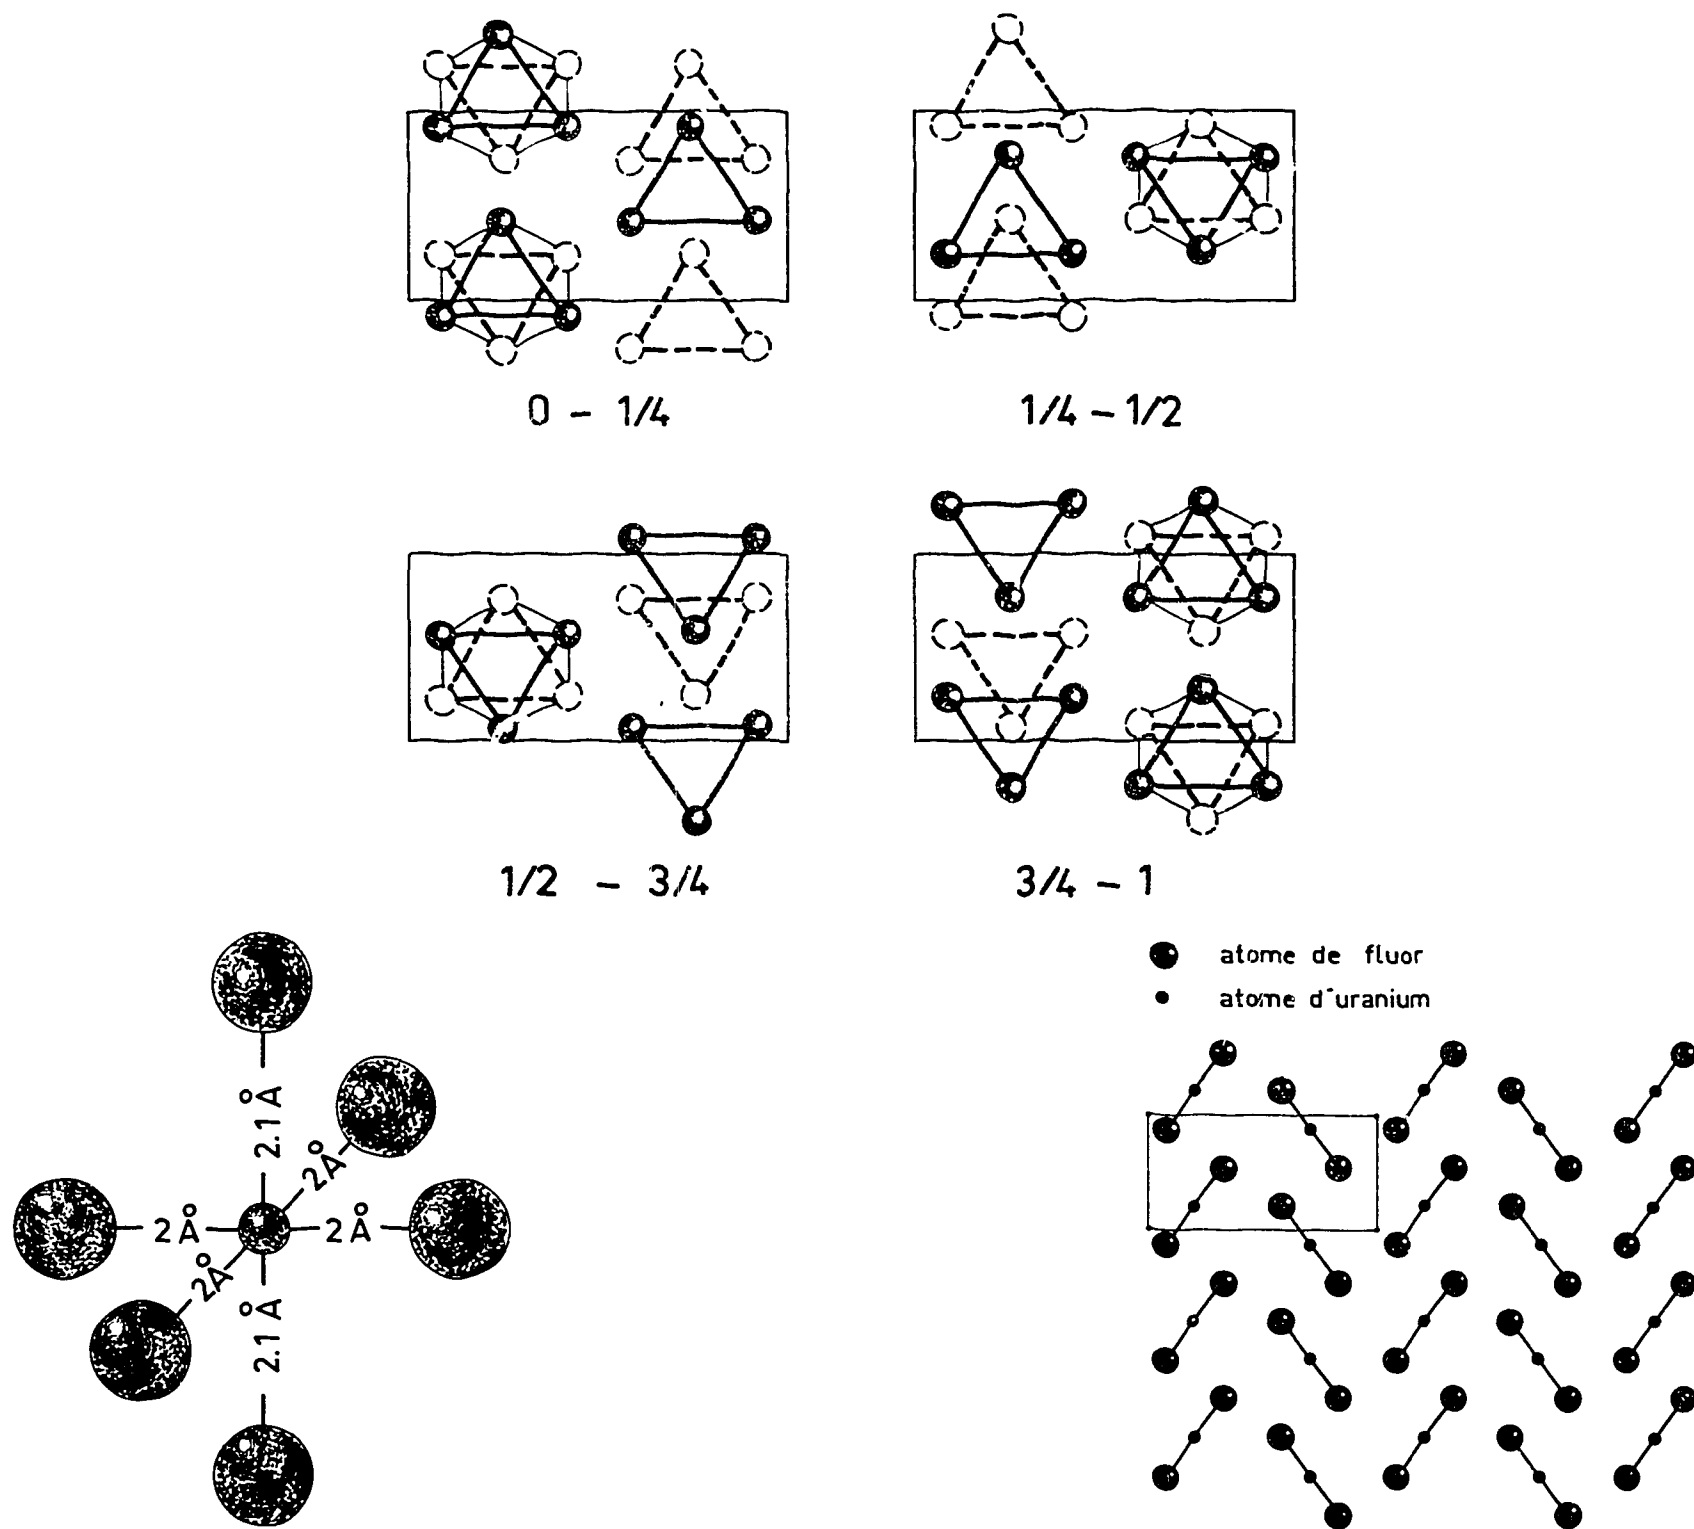 0 – 1/4
1/4 – 1/2
1/2 – 3/4
3/4 – 1
atome de fluor
atome d'uranium
2.1 Å
2 Å
2 Å
2 Å
2 Å
2.1 Å